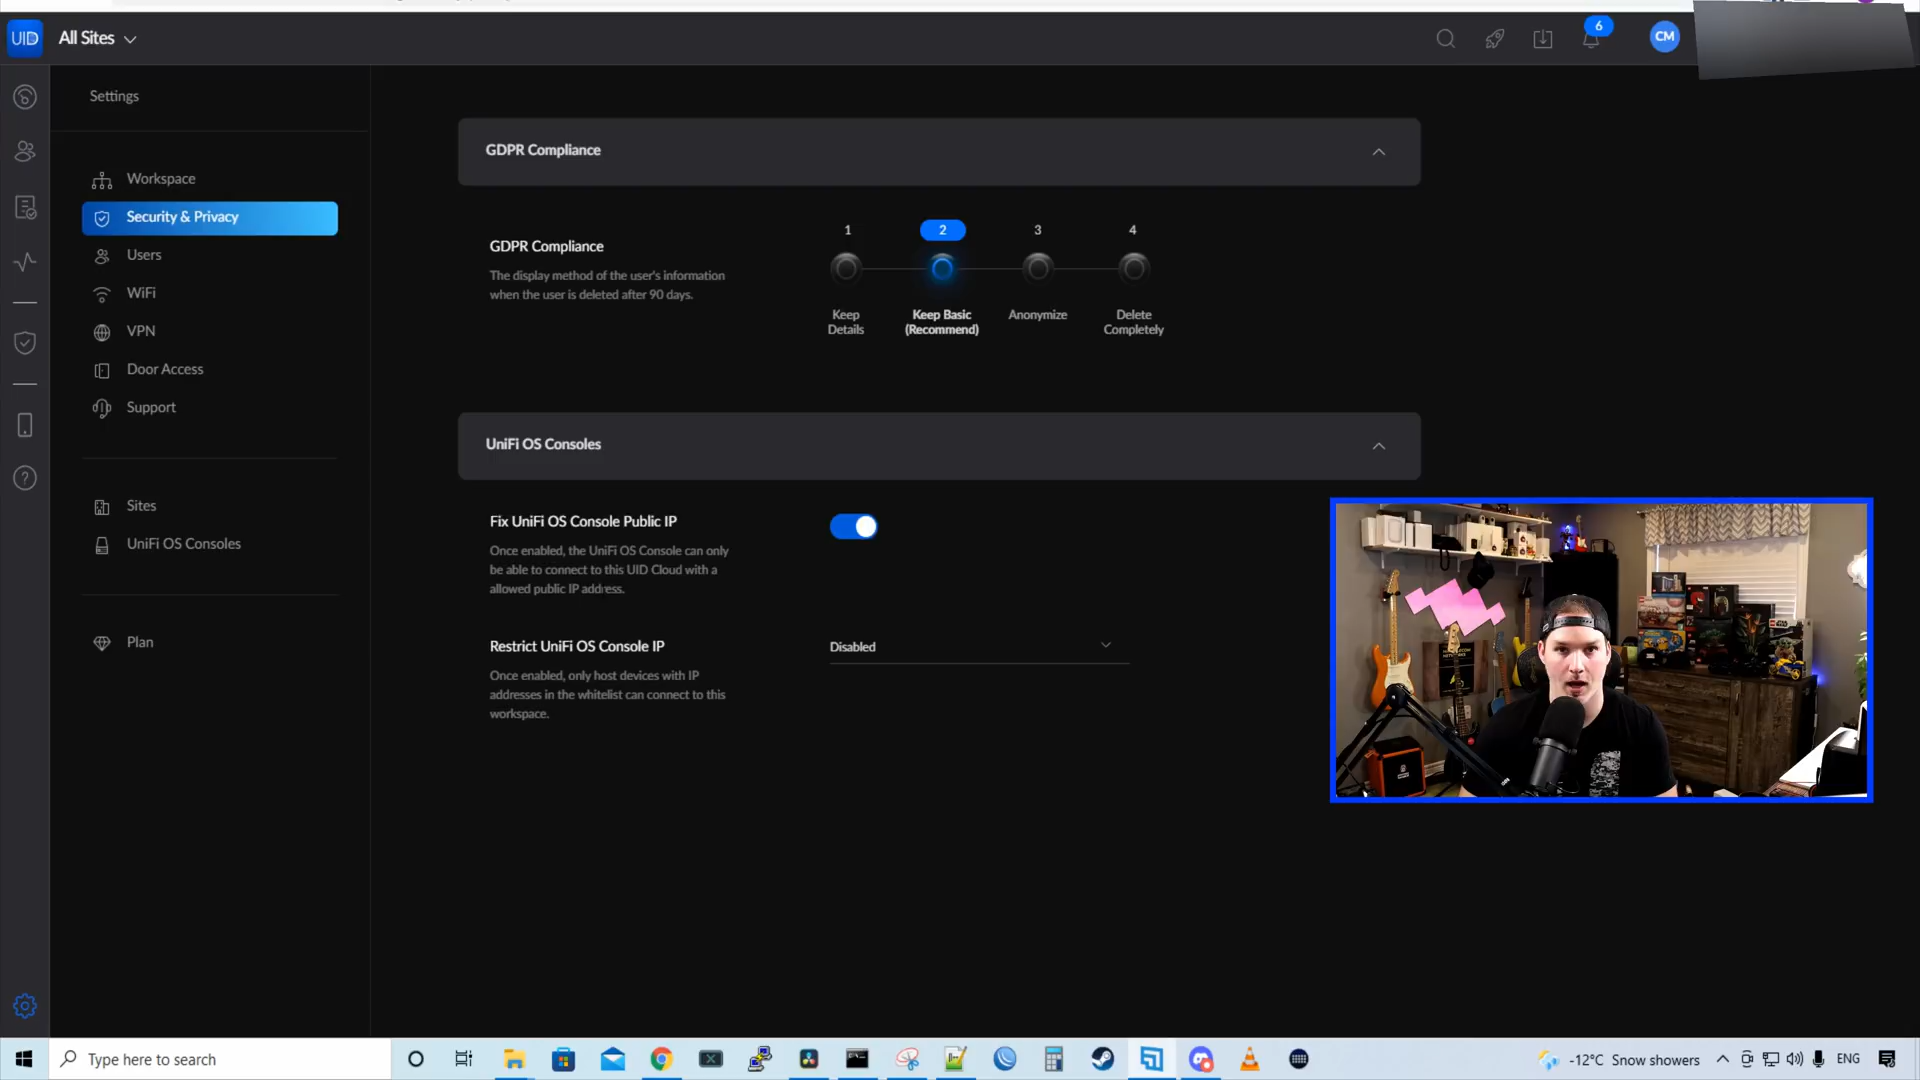 UID
All Sites
6
CM
Settings
Workspace
Security & Privacy
Users
WiFi
VPN
Door Access
Support
Sites
UniFi OS Consoles
Plan
GDPR Compliance
GDPR Compliance
The display method of the user's information
when the user is deleted after 90 days.
1
2
3
4
Keep
Details
Keep Basic
(Recommend)
Anonymize
Delete
Completely
UniFi OS Consoles
Fix UniFi OS Console Public IP
Once enabled, the UniFi OS Console can only
be able to connect to this UID Cloud with a
allowed public IP address.
Restrict UniFi OS Console IP
Disabled
Once enabled, only host devices with IP
addresses in the whitelist can connect to this
workspace.
Type here to search
-12°C Snow showers
ENG